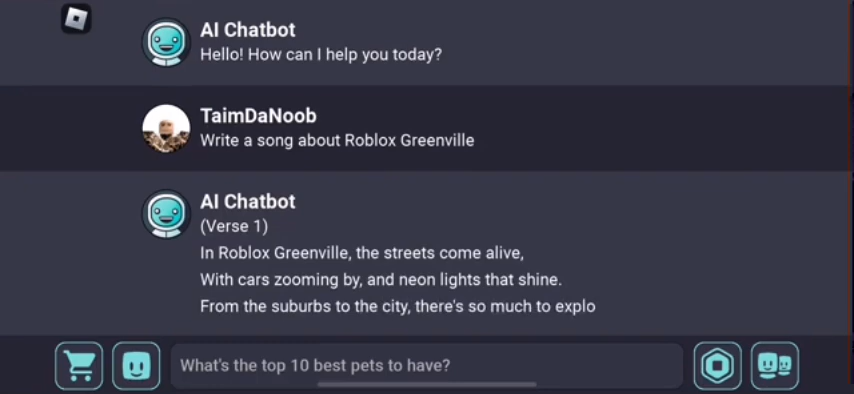 AI Chatbot
Hello! How can I help you today?
TaimDaNoob
Write a song about Roblox Greenville
AI Chatbot
(Verse 1)
In Roblox Greenville, the streets come alive,
With cars zooming by, and neon lights that shine.
From the suburbs to the city, there's so much to explo
What's the top 10 best pets to have?